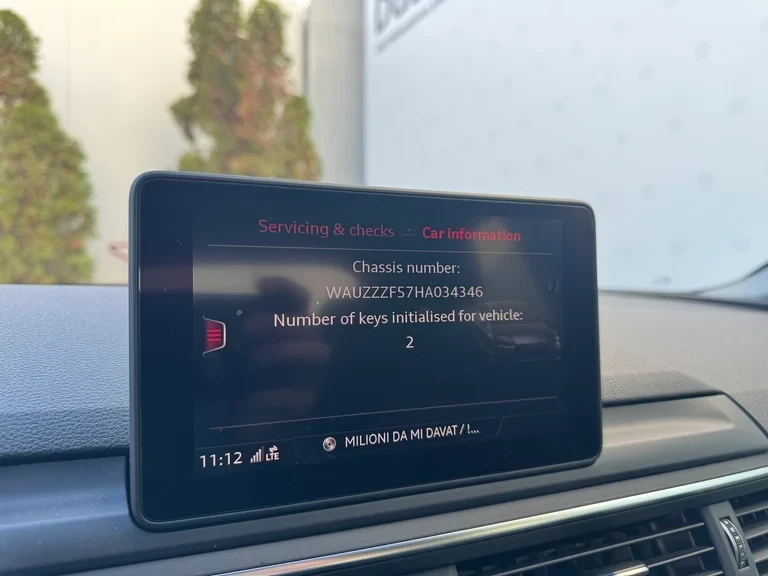 Servicing & checks Car information
Chassis number:
WAUZZZF57HA034346
Number of keys initialised for vehicle:
2
MILIONI DA MI DAVAT / !...
11:12 LTE